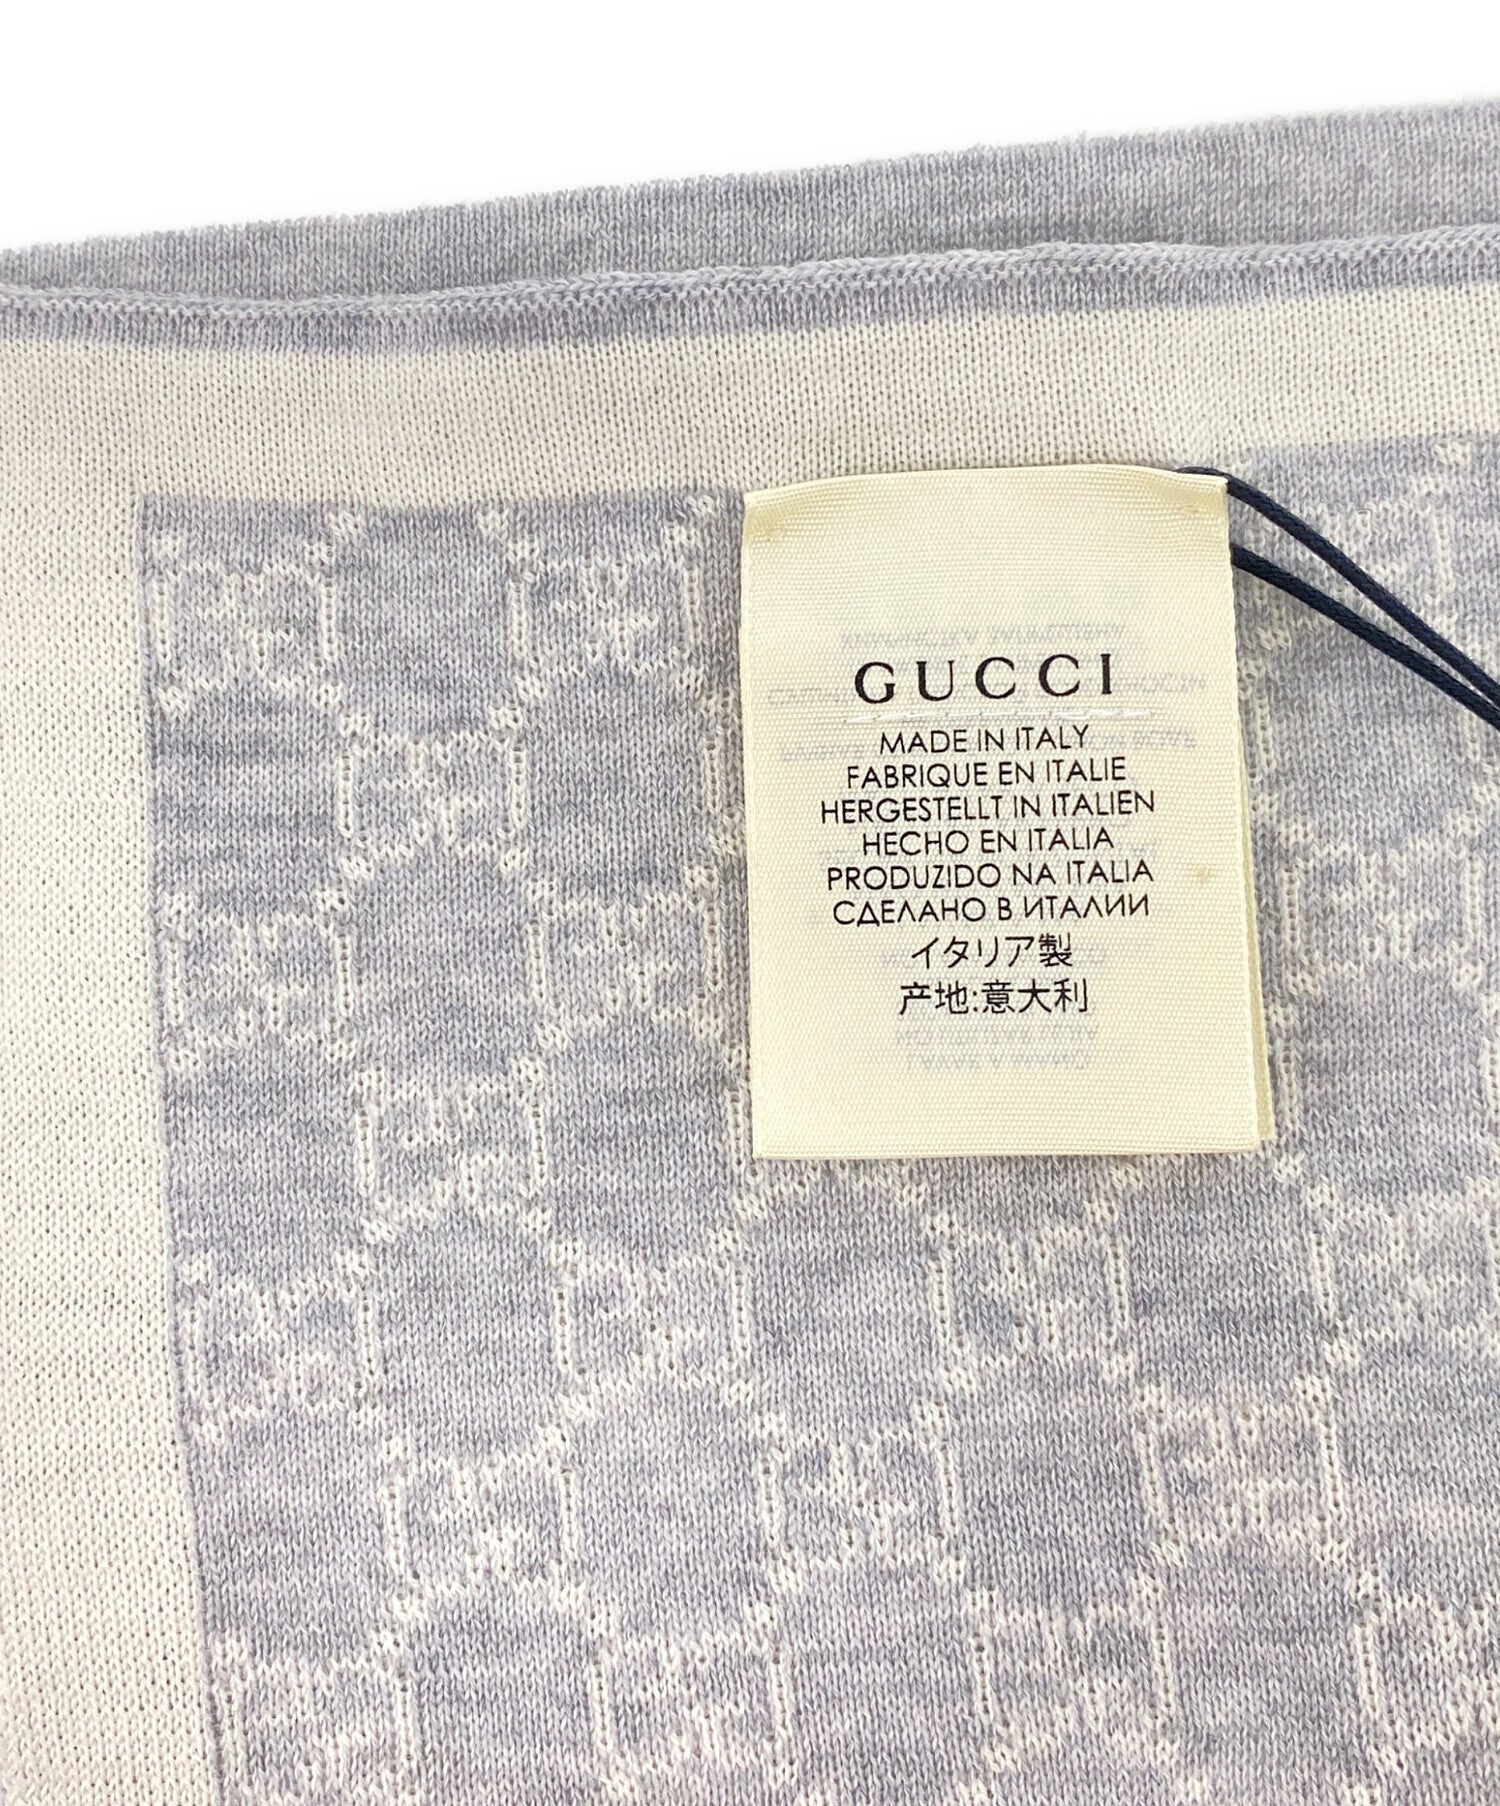 GUCCI
MADE IN ITALY
FABRIQUE EN ITALIE
HERGESTELLT IN ITALIEN
HECHO EN ITALIA
PRODUZIDO NA ITALIA
СДЕЛАНО В ИТАЛИИ
イタリア製
产地:意大利